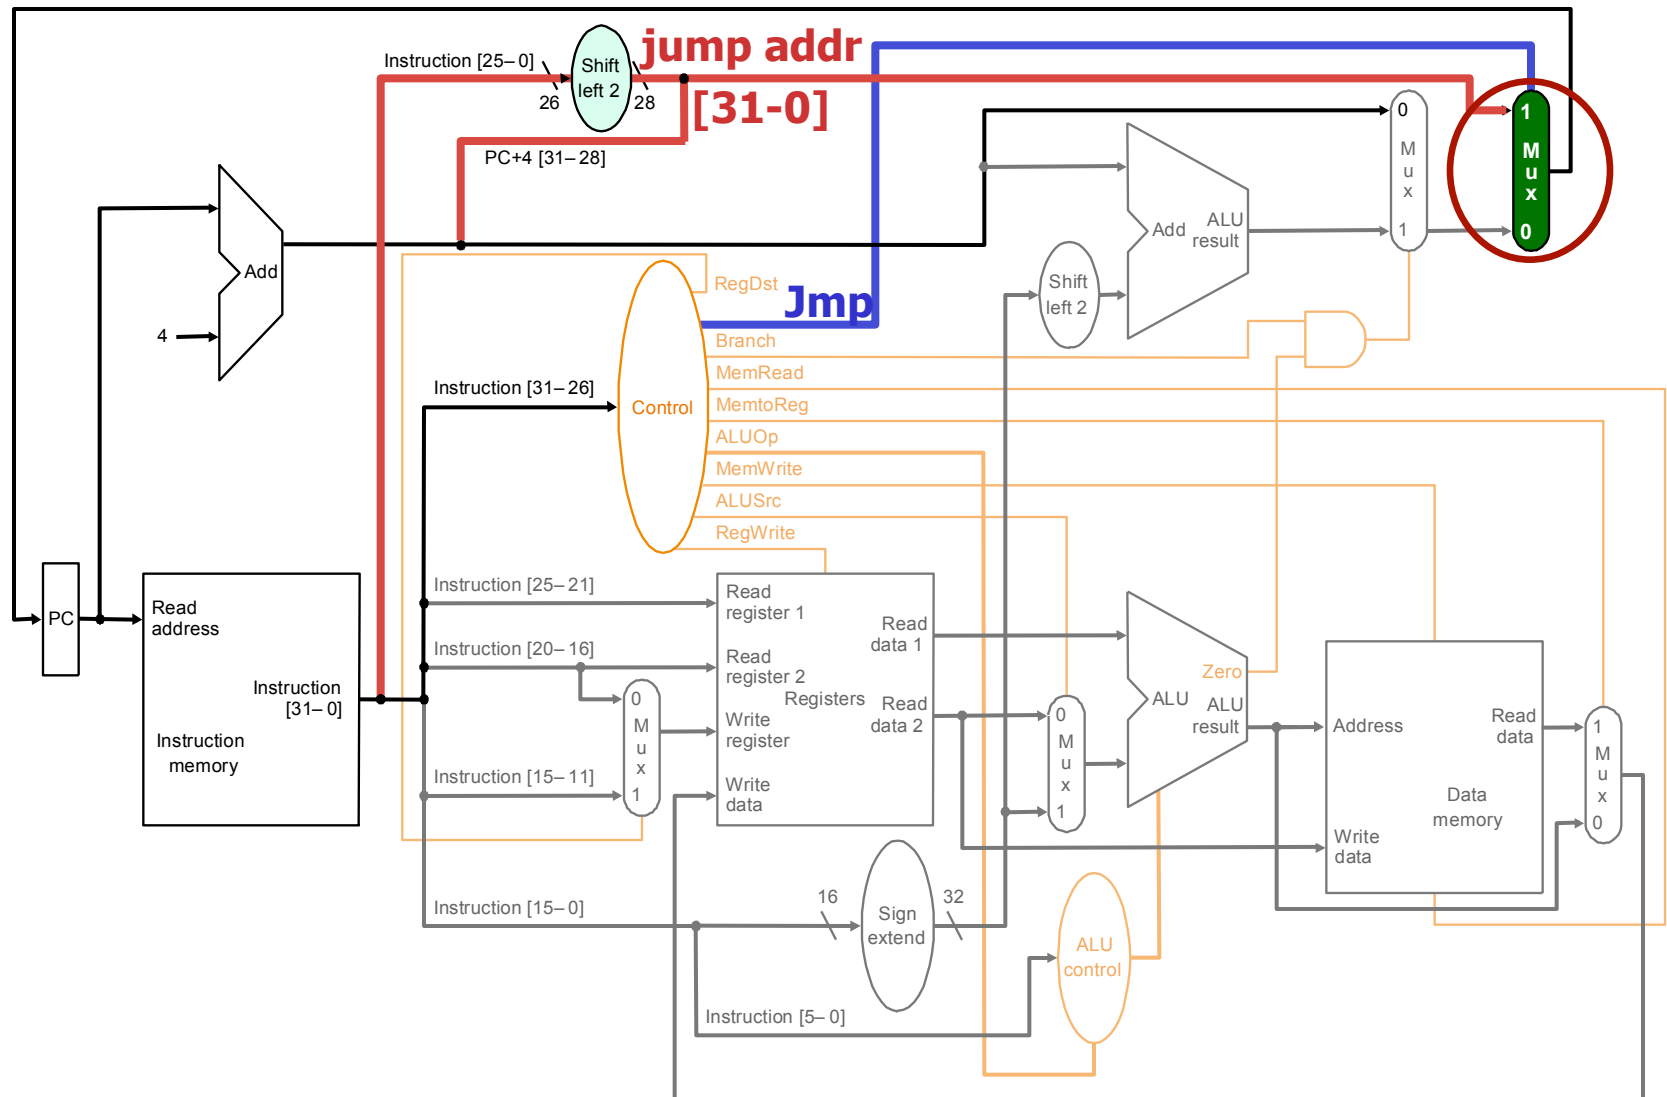 jump addr
[31-0]
Instruction [25–0]
Shift
left 2
26
28
PC+4 [31–28]
0
M
u
x
1
1
M
u
x
0
Add
ALU
result
Add
4
Shift
left 2
RegDst
Jmp
Branch
MemRead
MemtoReg
ALUOp
MemWrite
ALUSrc
RegWrite
Instruction [31–26]
Control
PC
Read
address
Instruction
[31–0]
Instruction
memory
Instruction [25–21]
Instruction [20–16]
Instruction [15–11]
0
M
u
x
1
Read
register 1
Read
register 2
Registers
Write
register
Write
data
Read
data 1
Read
data 2
0
M
u
x
1
Zero
ALU
ALU
result
Address
Read
data
Data
memory
Write
data
1
M
u
x
0
Instruction [15–0]
16
Sign
extend
32
ALU
control
Instruction [5–0]